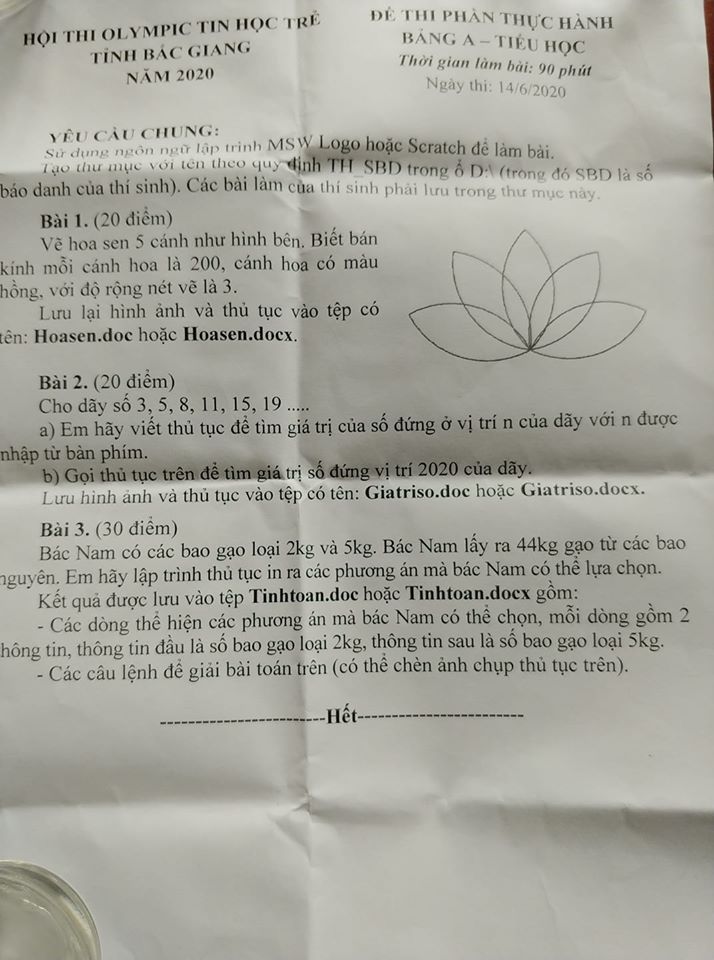 HỘI THI OLYMPIC TIN HỌC TRẺ
TỈNH BẮC GIANG
NĂM 2020
ĐỀ THI PHẦN THỰC HÀNH
BẢNG A – TIỂU HỌC
Thời gian làm bài: 90 phút
Ngày thi: 14/6/2020
YÊU CẦU CHUNG:
Sử dụng ngôn ngữ lập trình MSW Logo hoặc Scratch để làm bài.
Tạo thư mục với tên theo quy định TH_SBD trong ổ D:\ (trong đó SBD là số
báo danh của thí sinh). Các bài làm của thí sinh phải lưu trong thư mục này.
Bài 1. (20 điểm)
Vẽ hoa sen 5 cánh như hình bên. Biết bán
kính mỗi cánh hoa là 200, cánh hoa có màu
hồng, với độ rộng nét vẽ là 3.
Lưu lại hình ảnh và thủ tục vào tệp có
tên: Hoasen.doc hoặc Hoasen.docx.
Bài 2. (20 điểm)
Cho dãy số 3, 5, 8, 11, 15, 19 .....
a) Em hãy viết thủ tục để tìm giá trị của số đứng ở vị trí n của dãy với n được
nhập từ bàn phím.
b) Gọi thủ tục trên để tìm giá trị số đứng vị trí 2020 của dãy.
Lưu hình ảnh và thủ tục vào tệp có tên: Giatriso.doc hoặc Giatriso.docx.
Bài 3. (30 điểm)
Bác Nam có các bao gạo loại 2kg và 5kg. Bác Nam lấy ra 44kg gạo từ các bao
nguyên. Em hãy lập trình thủ tục in ra các phương án mà bác Nam có thể lựa chọn.
Kết quả được lưu vào tệp Tinhtoan.doc hoặc Tinhtoan.docx gồm:
- Các dòng thể hiện các phương án mà bác Nam có thể chọn, mỗi dòng gồm 2
thông tin, thông tin đầu là số bao gạo loại 2kg, thông tin sau là số bao gạo loại 5kg.
- Các câu lệnh để giải bài toán trên (có thể chèn ảnh chụp thủ tục trên).
------------------------Hết------------------------